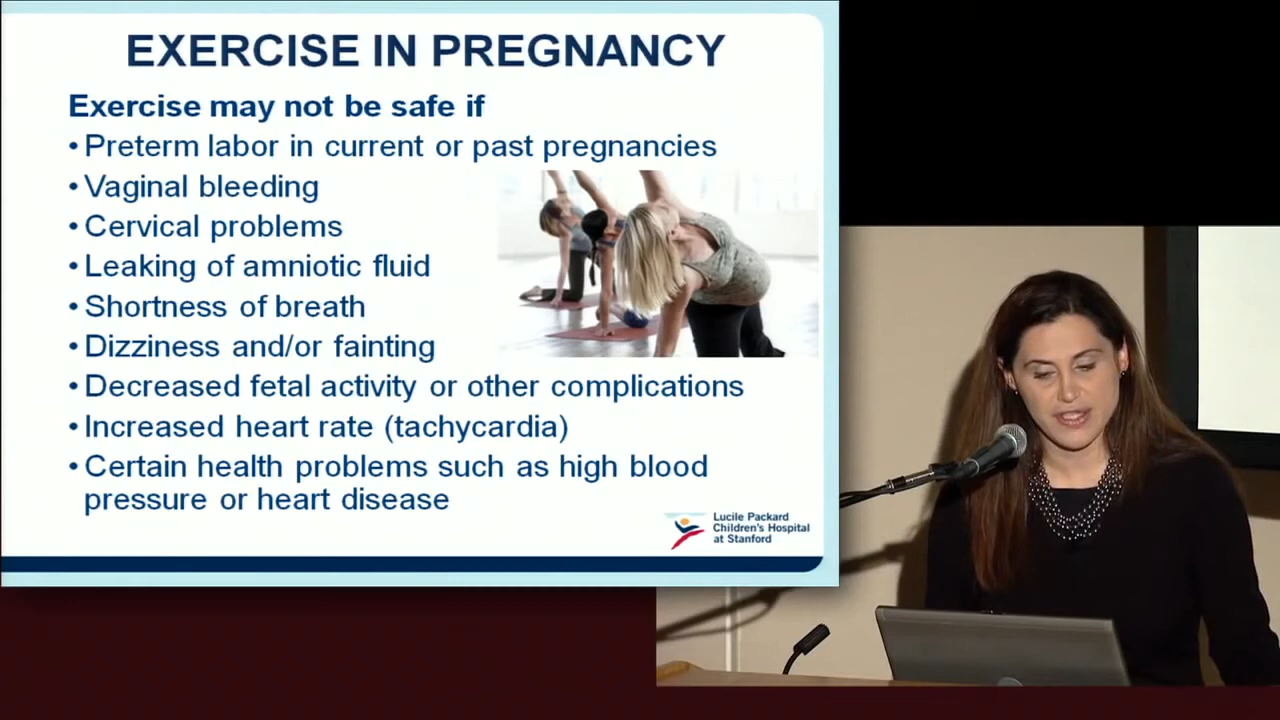 EXERCISE IN PREGNANCY
Exercise may not be safe if
• Preterm labor in current or past pregnancies
• Vaginal bleeding
• Cervical problems
• Leaking of amniotic fluid
• Shortness of breath
• Dizziness and/or fainting
• Decreased fetal activity or other complications
• Increased heart rate (tachycardia)
• Certain health problems such as high blood
pressure or heart disease
Lucile Packard
Children's Hospital
at Stanford